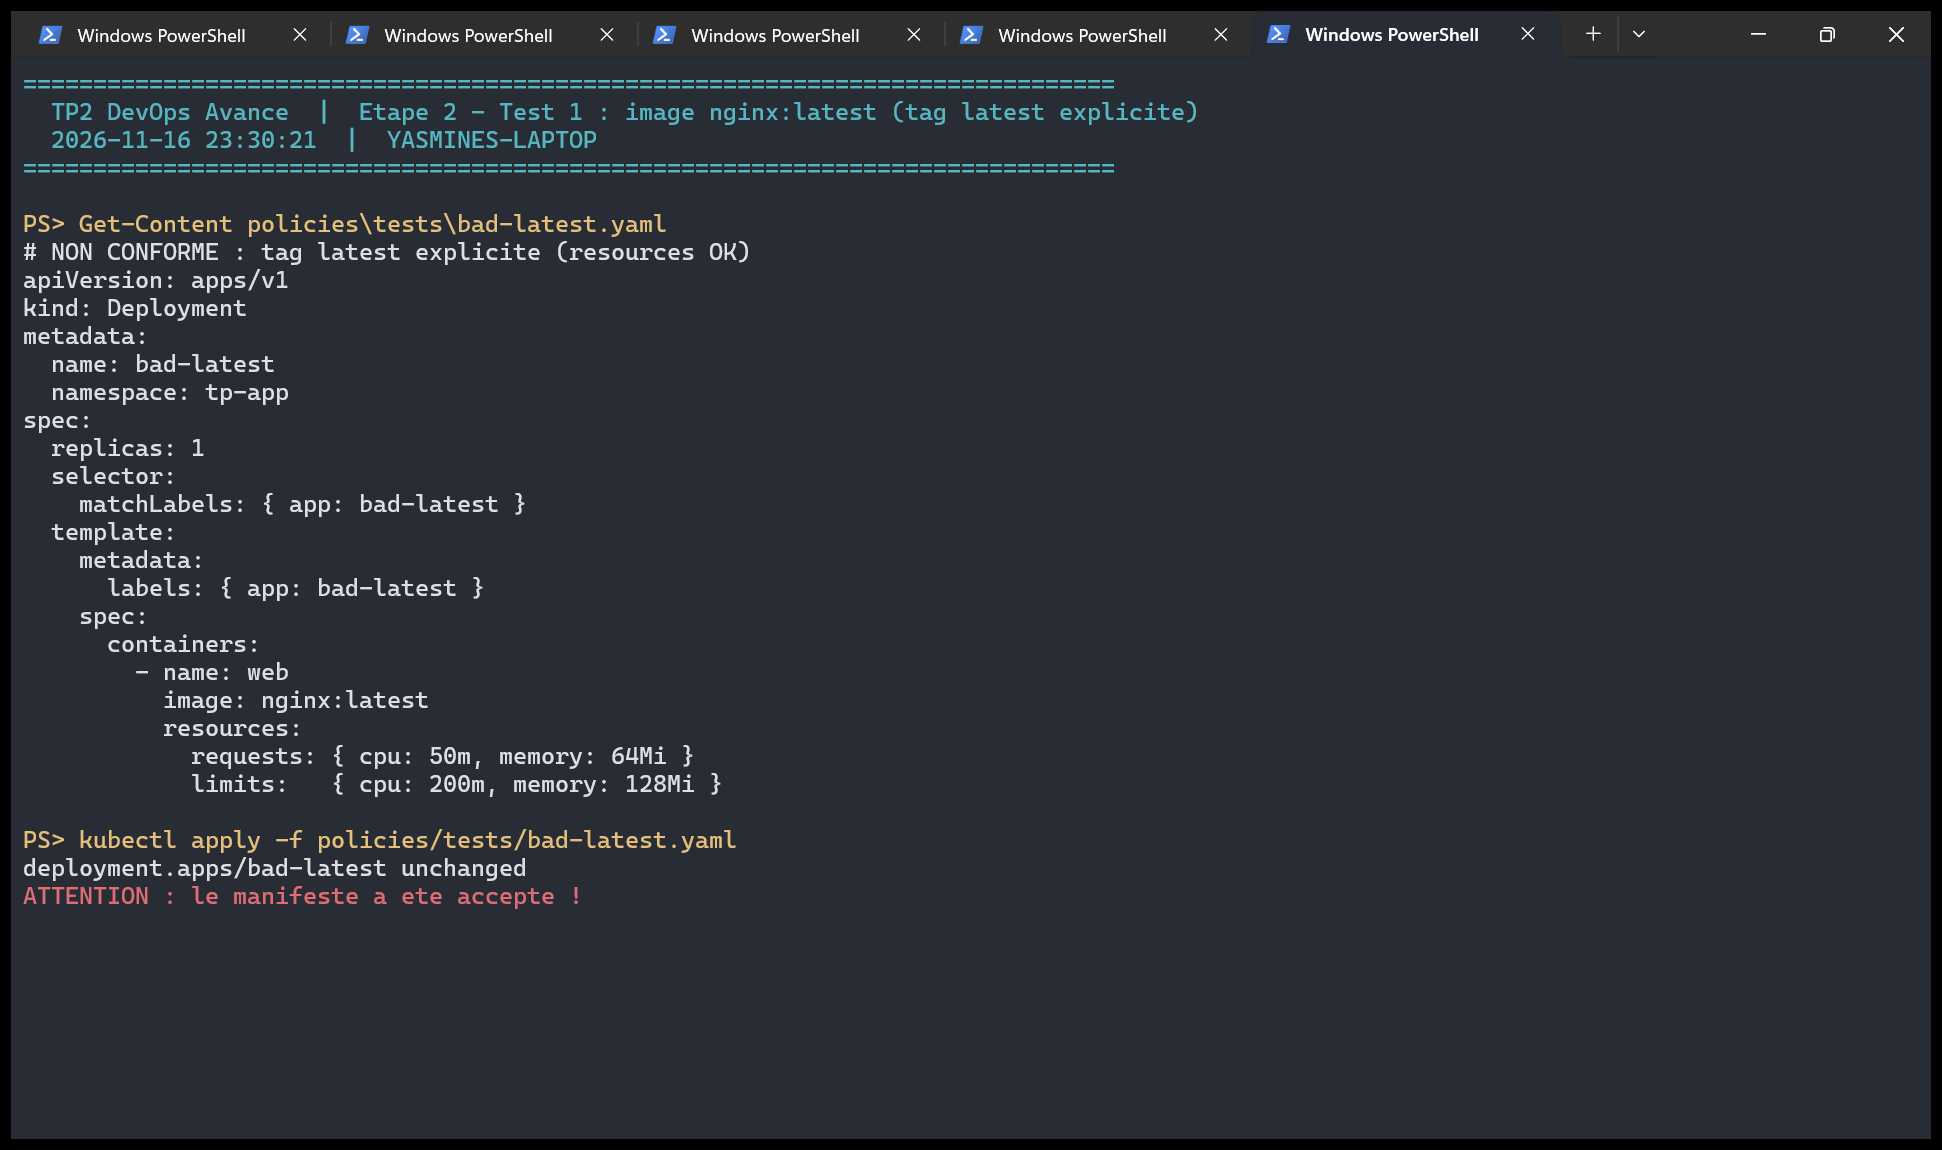 Windows PowerShell Windows PowerShell Windows PowerShell Windows PowerShell Windows PowerShell
==============================================================================
  TP2 DevOps Avance  |  Etape 2 - Test 1 : image nginx:latest (tag latest explicite)
  2026-11-16 23:30:21  |  YASMINES-LAPTOP
==============================================================================
PS> Get-Content policies\tests\bad-latest.yaml
# NON CONFORME : tag latest explicite (resources OK)
apiVersion: apps/v1
kind: Deployment
metadata:
  name: bad-latest
  namespace: tp-app
spec:
  replicas: 1
  selector:
    matchLabels: { app: bad-latest }
  template:
    metadata:
      labels: { app: bad-latest }
    spec:
      containers:
        - name: web
          image: nginx:latest
          resources:
            requests: { cpu: 50m, memory: 64Mi }
            limits:   { cpu: 200m, memory: 128Mi }
PS> kubectl apply -f policies/tests/bad-latest.yaml
deployment.apps/bad-latest unchanged
ATTENTION : le manifeste a ete accepte !